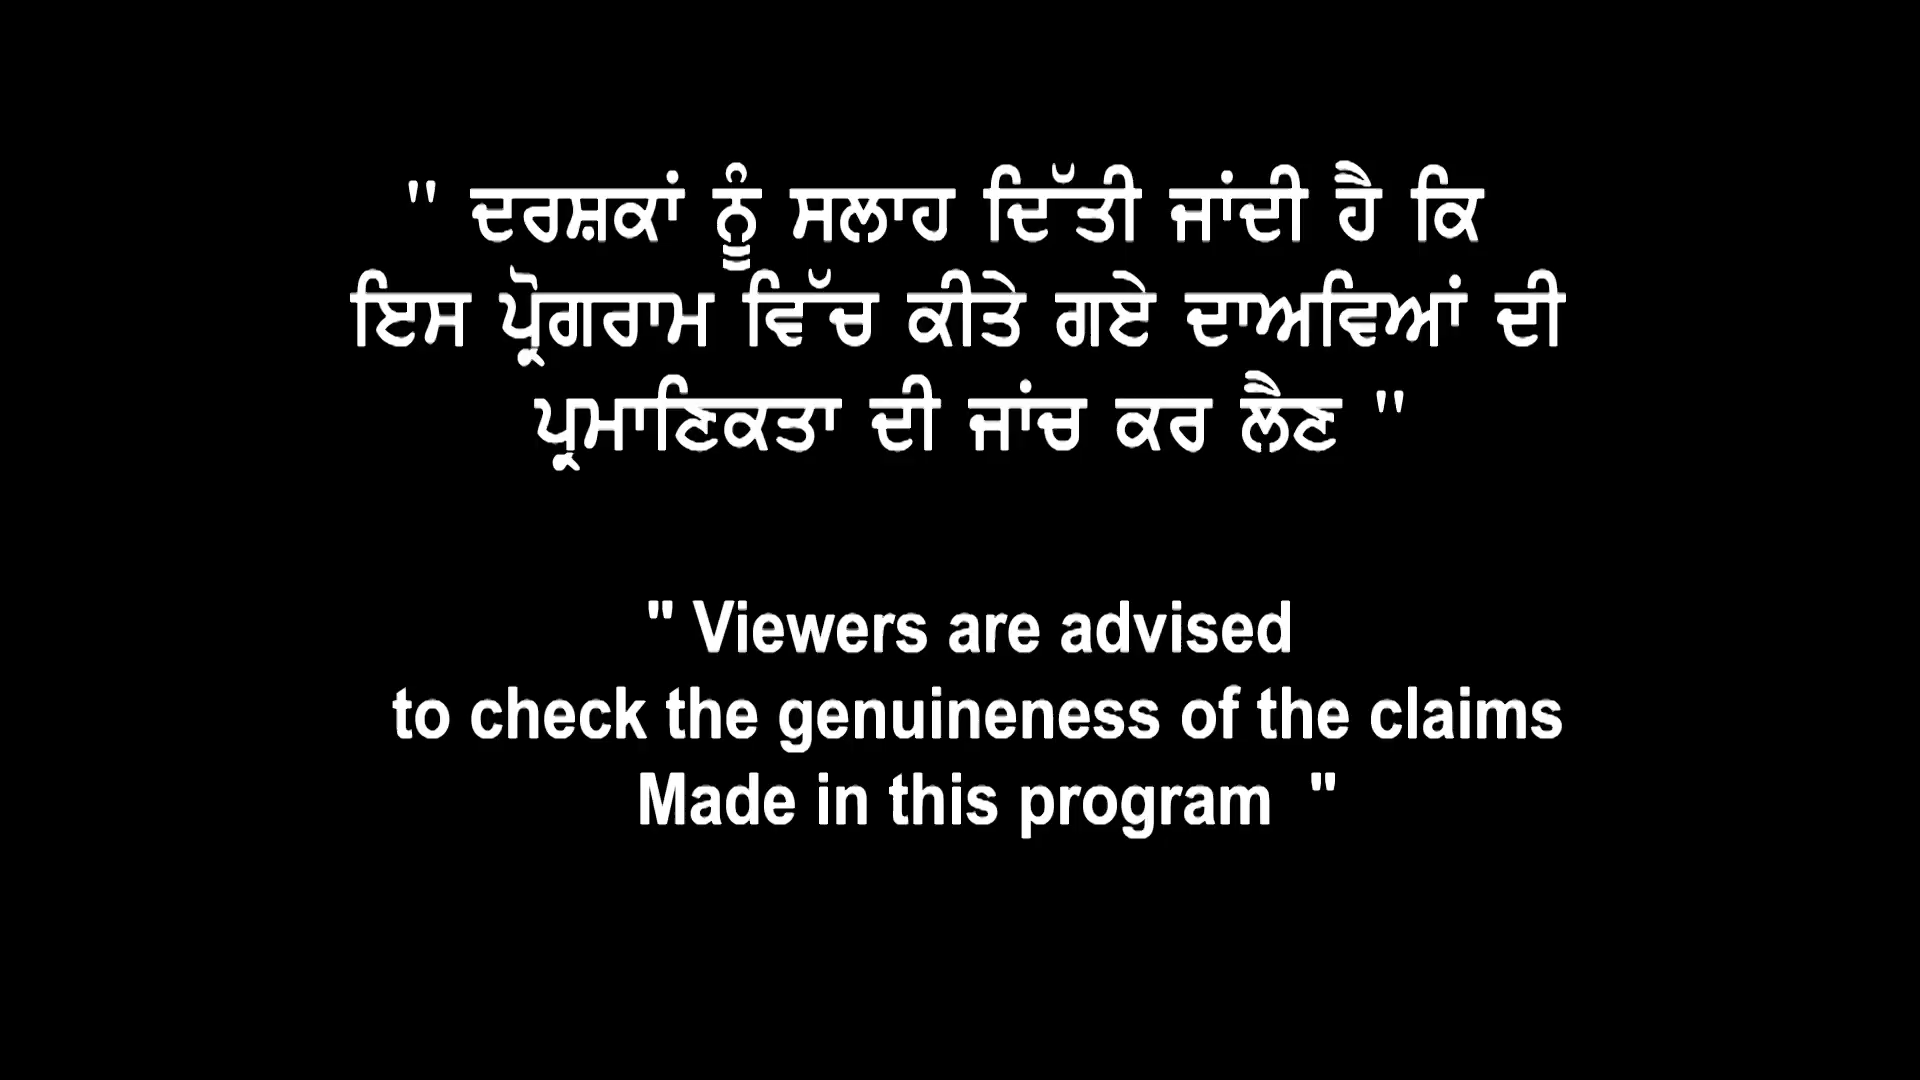 " ਦਰਸ਼ਕਾਂ ਨੂੰ ਸਲਾਹ ਦਿੱਤੀ ਜਾਂਦੀ ਹੈ ਕਿ
ਇਸ ਪ੍ਰੋਗਰਾਮ ਵਿੱਚ ਕੀਤੇ ਗਏ ਦਾਅਵਿਆਂ ਦੀ
ਪ੍ਰਮਾਣਿਕਤਾ ਦੀ ਜਾਂਚ ਕਰ ਲੈਣ "
" Viewers are advised
to check the genuineness of the claims
Made in this program "